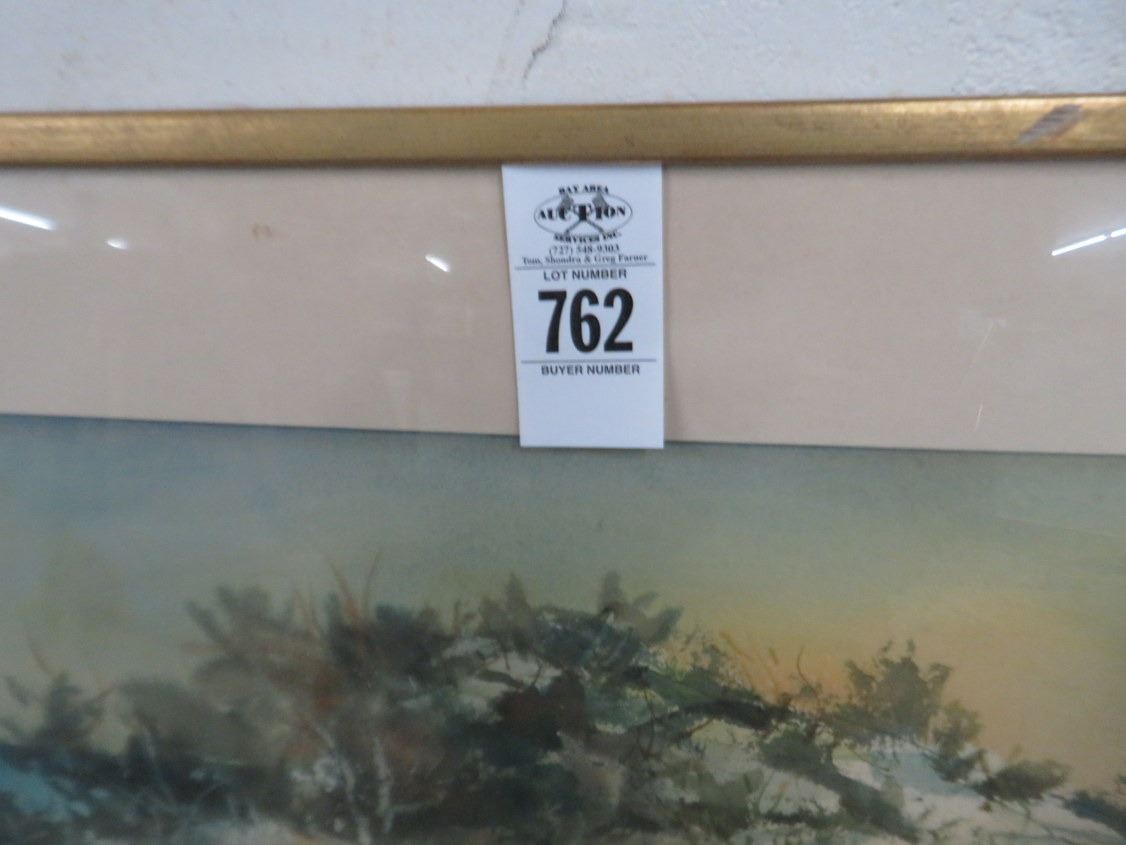 BAY AREA
AUCTION
SERVICES INC.
(727) 548-9303
Tom, Shondra & Greg Farner
LOT NUMBER
762
BUYER NUMBER